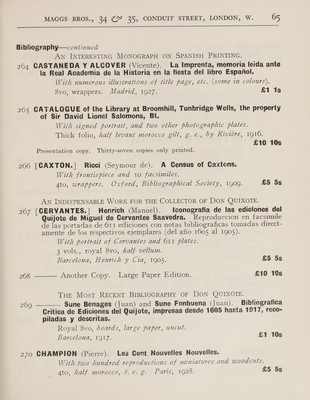 MAGGS BROS., 34 & 35, CONDUIT STREET, LONDON, W. 65
Bibliography—continued
AN INTERESTING MONOGRAPH ON SPANISH PRINTING.
264 CASTANEDA Y ALCOVER (Vicente). La Imprenta, memoria leida ante
la Real Academia de la Historia en la fiesta del libro Español.
With numerous illustrations of title page, etc. (some in colours).
8vo, wrappers. Madrid, 1927. £1 1s
265 CATALOGUE of the Library at Broomhill, Tunbridge Wells, the property
of Sir David Lionel Salomons, Bt.
With signed portrait, and two other photographic plates.
Thick folio, half levant morocco gilt, g. e., by Rivière, 1916.
£10 10s
Presentation copy. Thirty-seven copies only printed.
266 [CAXTON.] Ricci (Seymour de). A Census of Caxtons.
With frontispiece and 10 facsimiles.
4to, wrappers. Oxford, Bibliographical Society, 1909. £5 5s
AN INDISPENSABLE WORK FOR THE COLLECTOR OF DON QUIXOTE.
267 [CERVANTES.] Henrich (Manuel). Iconografia de las ediciones del
Quijote de Miguel de Cervantes Saavedra. Reproduccion en facsimile
de las portadas de 611 ediciones con notas bibliograficas tomadas direct-
amente de los respectivos ejemplares (del año 1605 al 1905).
With portrait of Cervantes and 611 plates.
3 vols., royal 8vo, half vellum.
Barcelona, Henrich y Cia, 1905. £5 5s
268 —— Another Copy. Large Paper Edition. £10 10s
THE MOST RECENT BIBLIOGRAPHY OF DON QUIXOTE.
269 —— Sune Benages (Juan) and Sune Fonbuena (Juan). Bibliografica
Critica de Ediciones del Quijote, impresas desde 1605 hasta 1917, reco-
piladas y descritas.
Royal 8vo, boards, large paper, uncut.
Barcelona, 1917. £1 10s
270 CHAMPION (Pierre). Les Cent Nouvelles Nouvelles.
With two hundred reproductions of miniatures and woodcuts.
4to, half morocco, t. e. g. Paris, 1928. £5 5s